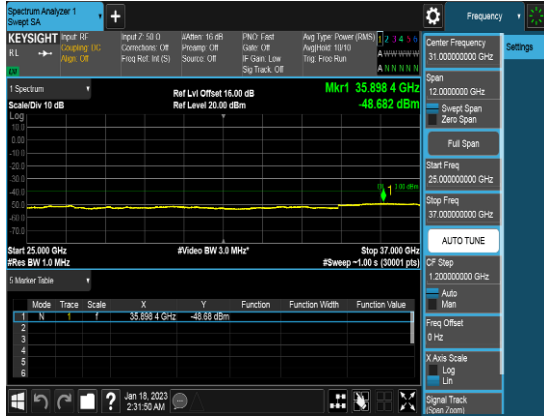 Spectrum Analyzer 1
Swept SA
+
Frequency
KEYSIGHT Input: RF
RL
Coupling: DC
Align: Off
Input Z: 50 Ω
Corrections: Off
Freq Ref: Int (S)
#Atten: 16 dB
Preamp: Off
Source: Off
PNO: Fast
Gate: Off
IF Gain: Low
Sig Track: Off
Avg Type: Power (RMS)
Avg|Hold: 10/10
Trig: Free Run
1 2 3 4 5 6
A W W W W W
A N N N N N
1 Spectrum
Scale/Div 10 dB
Ref Lvl Offset 16.00 dB
Ref Level 20.00 dBm
Mkr1 35.898 4 GHz
-48.682 dBm
Log
10.0
0.00
-10.0
-20.0
-30.0
-40.0
-50.0
-60.0
-70.0
1
Start 25.000 GHz
#Res BW 1.0 MHz
#Video BW 3.0 MHz*
Stop 37.000 GHz
#Sweep ~1.00 s (30001 pts)
5 Marker Table
Mode Trace Scale X Y Function Function Width Function Value
1 N 1 f 35.898 4 GHz -48.68 dBm
2
3
4
5
6
Jan 18, 2023
2:31:50 AM
Center Frequency
31.000000000 GHz
Settings
Span
12.0000000 GHz
Swept Span
Zero Span
Full Span
Start Freq
25.000000000 GHz
Stop Freq
37.000000000 GHz
AUTO TUNE
CF Step
1.200000000 GHz
Auto
Man
Freq Offset
0 Hz
X Axis Scale
Log
Lin
Signal Track
(Span Zoom)